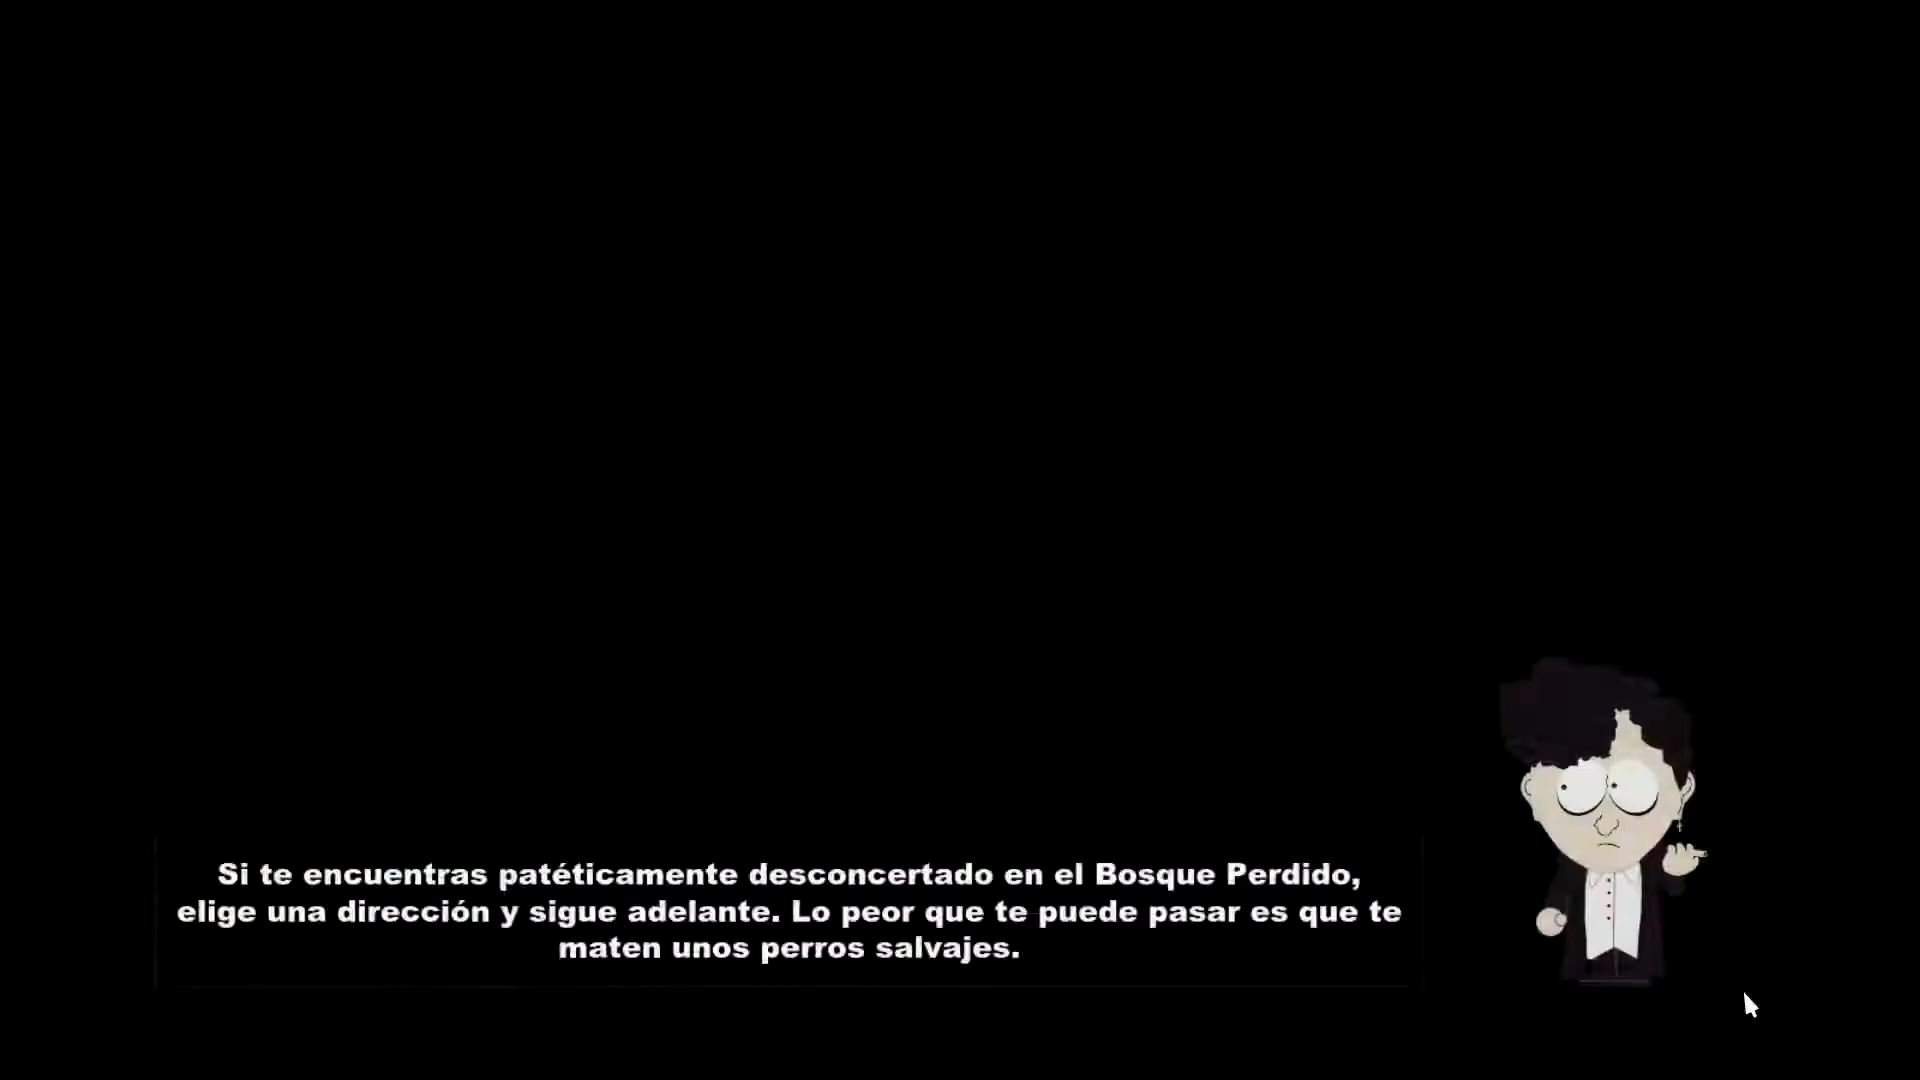 Si te encuentras patéticamente desconcertado en el Bosque Perdido,
elige una dirección y sigue adelante. Lo peor que te puede pasar es que te
maten unos perros salvajes.